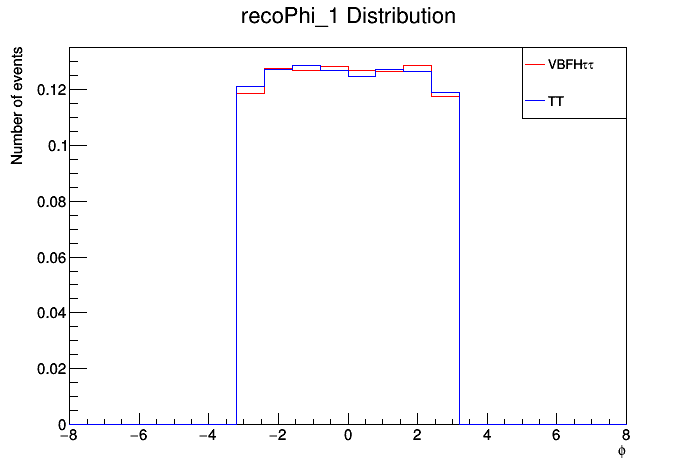 recoPhi_1 Distribution
Number of events
VBFHττ
TT
0.12
0.1
0.08
0.06
0.04
0.02
0
−8 −6 −4 −2 0 2 4 6 8
ϕ